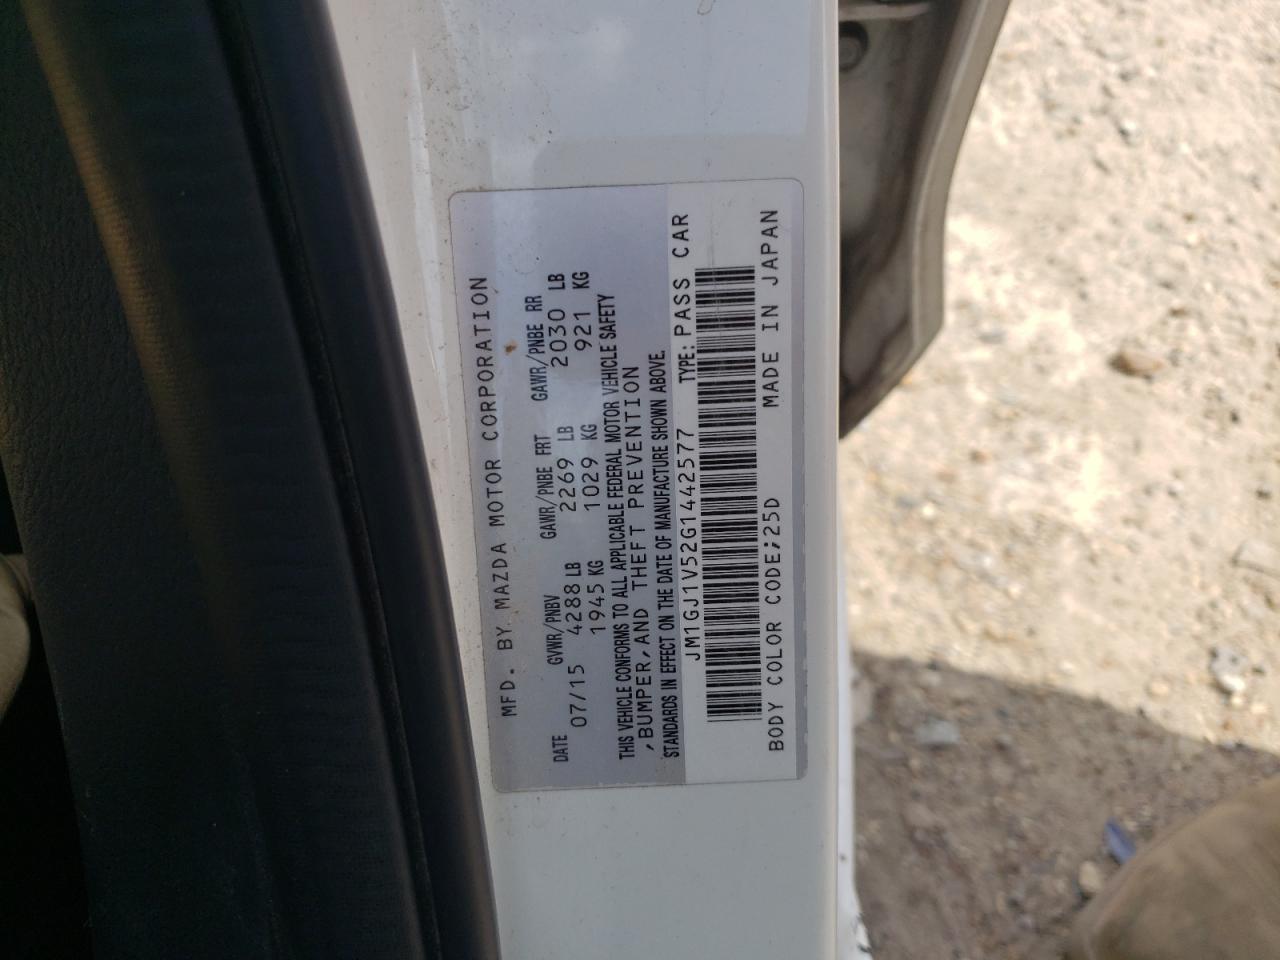 MFD. BY MAZDA MOTOR CORPORATION
DATE GVWR/PNBV GAWR/PNBE FRT GAWR/PNBE RR
07/15 4288 LB 2269 LB 2030 LB
1945 KG 1029 KG 921 KG
THIS VEHICLE CONFORMS TO ALL APPLICABLE FEDERAL MOTOR VEHICLE SAFETY
,BUMPER,AND THEFT PREVENTION
STANDARDS IN EFFECT ON THE DATE OF MANUFACTURE SHOWN ABOVE.
JM1GJ1V52G1442577 TYPE: PASS CAR
BODY COLOR CODE;25D MADE IN JAPAN